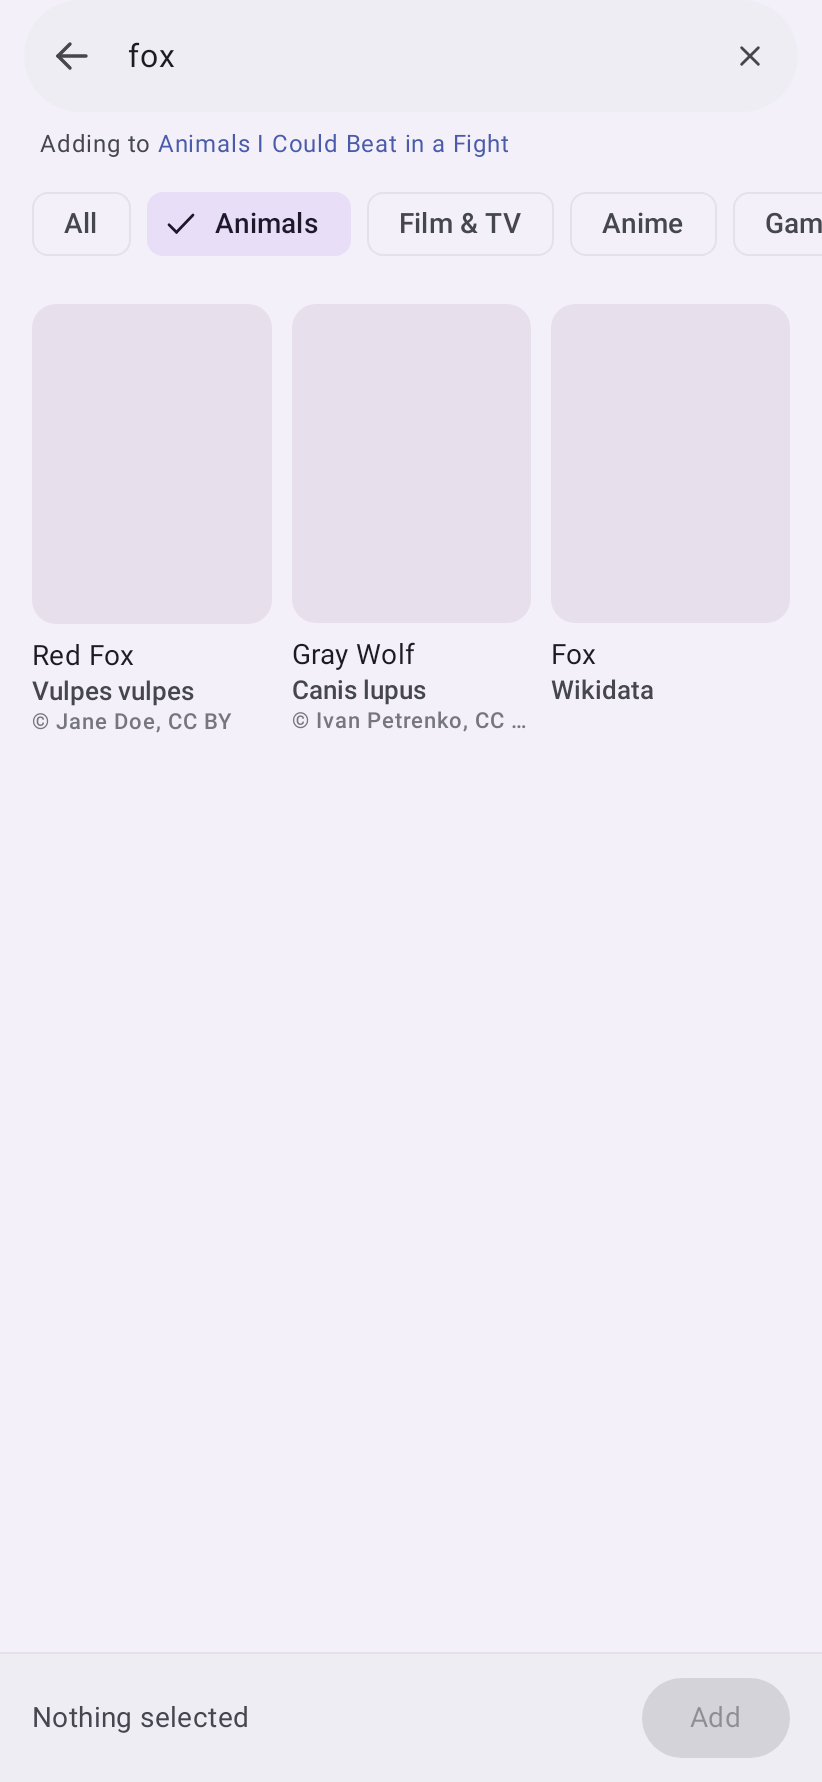 fox
Adding to Animals I Could Beat in a Fight
All
Animals
Film & TV
Anime
Gam
Red Fox
Vulpes vulpes
© Jane Doe, CC BY
Gray Wolf
Canis lupus
© Ivan Petrenko, CC …
Fox
Wikidata
Nothing selected
Add